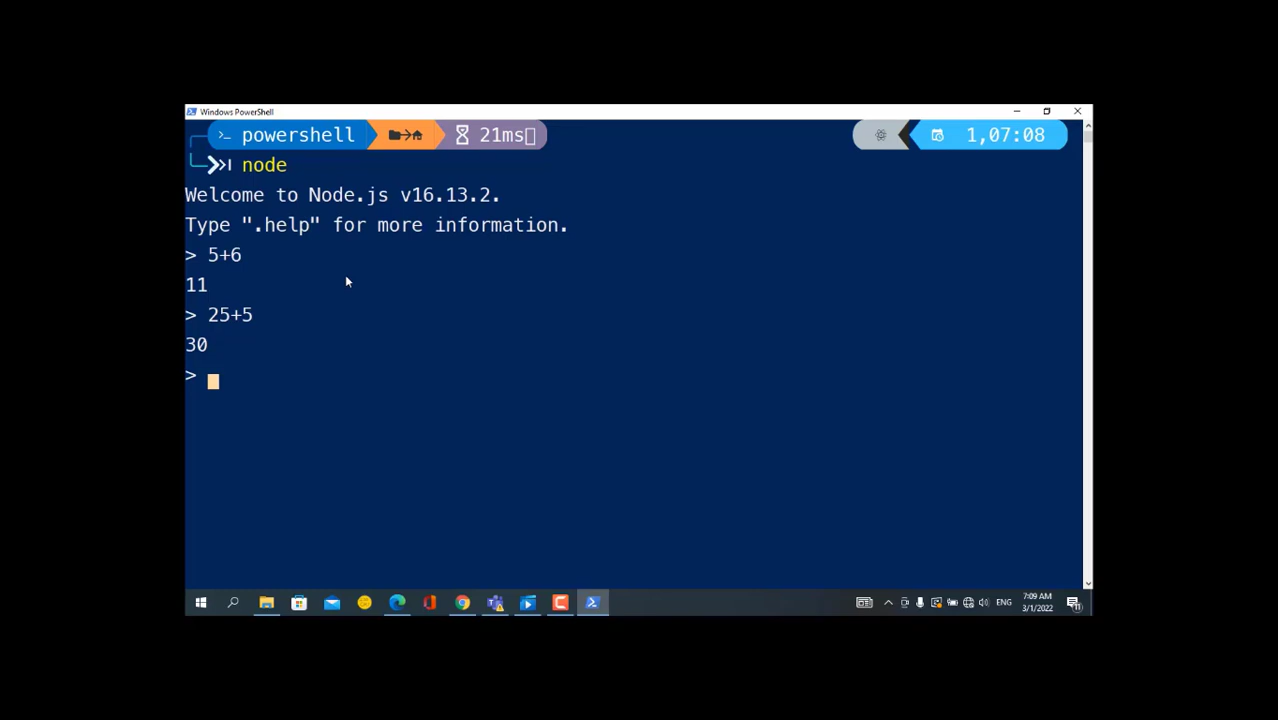 Windows PowerShell
powershell 21ms 1,07:08
node
Welcome to Node.js v16.13.2.
Type ".help" for more information.
> 5+6
11
> 25+5
30
>
ENG
7:09 AM
3/1/2022